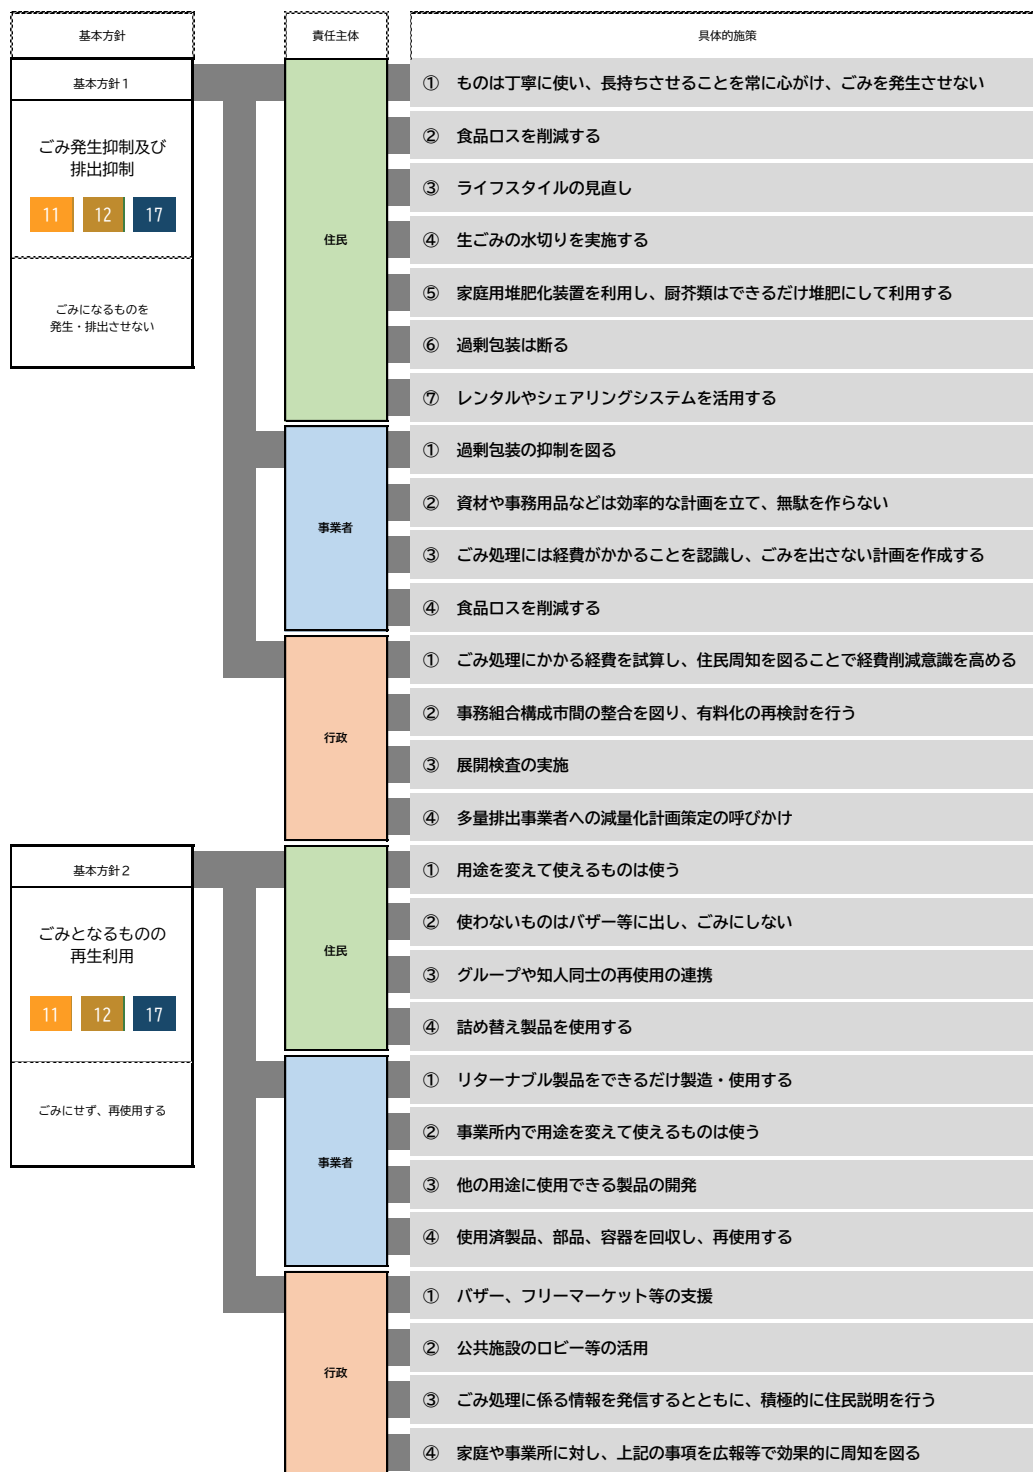 基本方針
責任主体
具体的施策
基本方針1
ごみ発生抑制及び
排出抑制
11 12 17
ごみになるものを
発生・排出させない
住民
① ものは丁寧に使い、長持ちさせることを常に心がけ、ごみを発生させない
② 食品ロスを削減する
③ ライフスタイルの見直し
④ 生ごみの水切りを実施する
⑤ 家庭用堆肥化装置を利用し、厨芥類はできるだけ堆肥にして利用する
⑥ 過剰包装は断る
⑦ レンタルやシェアリングシステムを活用する
事業者
① 過剰包装の抑制を図る
② 資材や事務用品などは効率的な計画を立て、無駄を作らない
③ ごみ処理には経費がかかることを認識し、ごみを出さない計画を作成する
④ 食品ロスを削減する
行政
① ごみ処理にかかる経費を試算し、住民周知を図ることで経費削減意識を高める
② 事務組合構成市間の整合を図り、有料化の再検討を行う
③ 展開検査の実施
④ 多量排出事業者への減量化計画策定の呼びかけ
基本方針2
ごみとなるものの
再生利用
11 12 17
ごみにせず、再使用する
住民
① 用途を変えて使えるものは使う
② 使わないものはバザー等に出し、ごみにしない
③ グループや知人同士の再使用の連携
④ 詰め替え製品を使用する
事業者
① リターナブル製品をできるだけ製造・使用する
② 事業所内で用途を変えて使えるものは使う
③ 他の用途に使用できる製品の開発
④ 使用済製品、部品、容器を回収し、再使用する
行政
① バザー、フリーマーケット等の支援
② 公共施設のロビー等の活用
③ ごみ処理に係る情報を発信するとともに、積極的に住民説明を行う
④ 家庭や事業所に対し、上記の事項を広報等で効果的に周知を図る